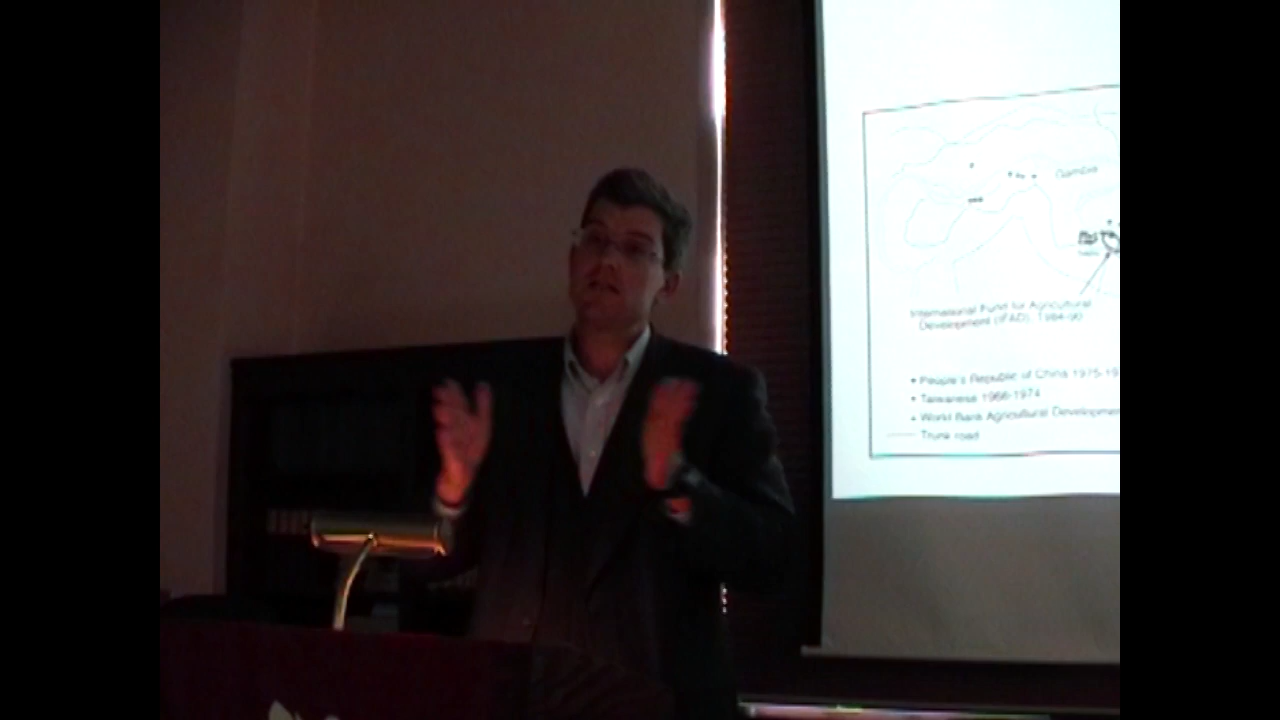 Gambia
International Fund for Agricultural
Development (IFAD), 1984-90
People's Republic of China 1975-19
Taiwanese 1966-1974
World Bank Agricultural Development
Trunk road